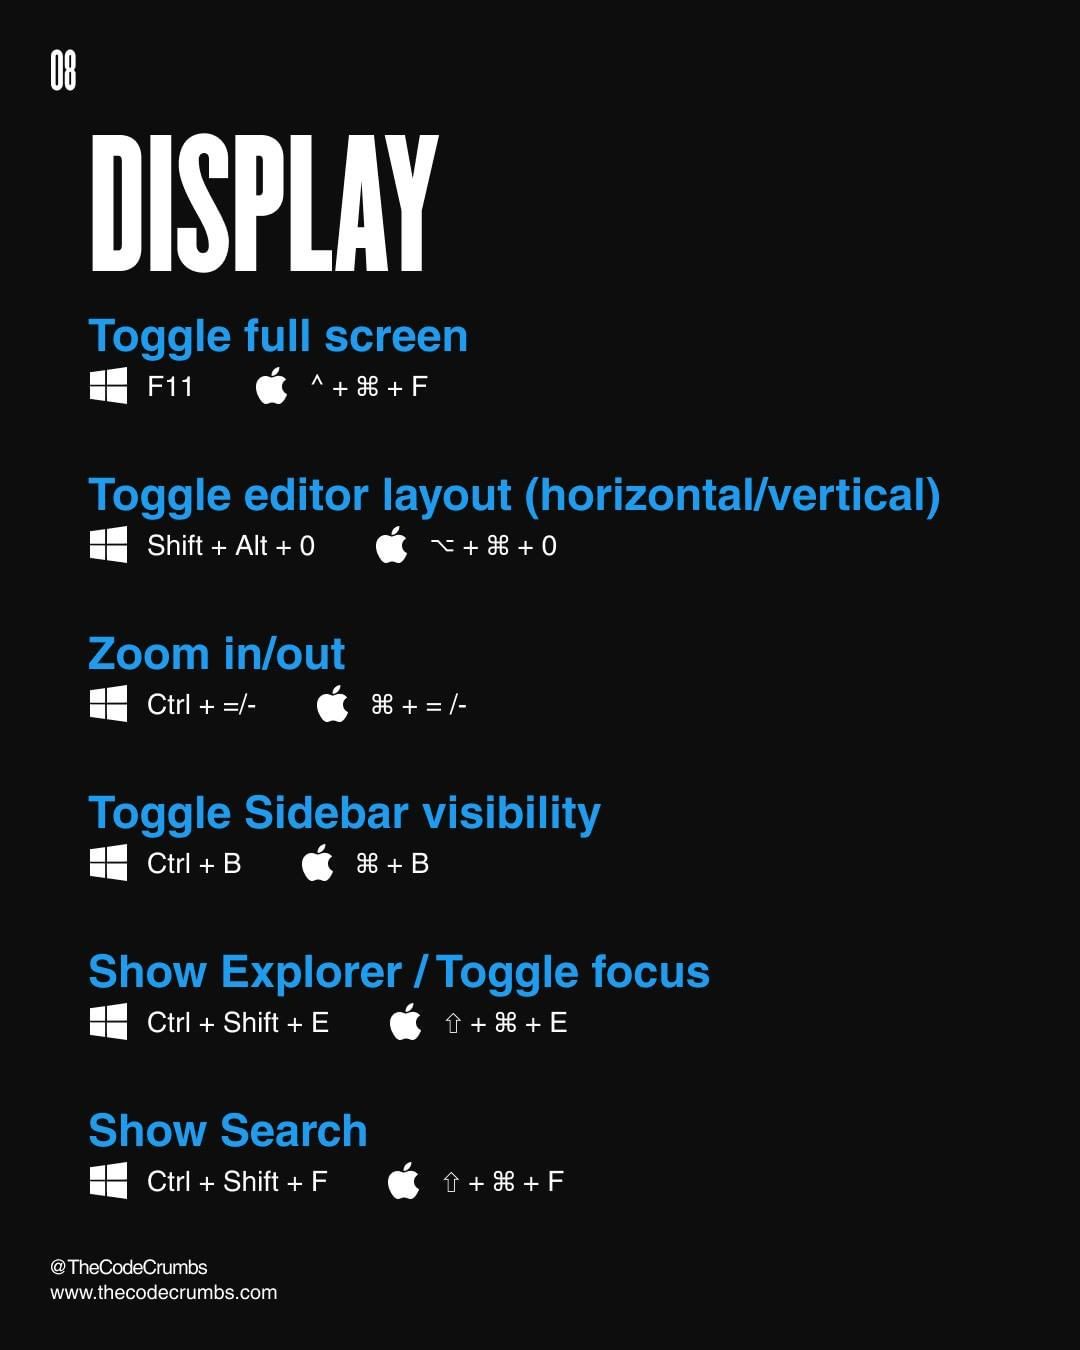 08
DISPLAY
Toggle full screen
F11 ^ + ⌘ + F
Toggle editor layout (horizontal/vertical)
Shift + Alt + 0 ⌥ + ⌘ + 0
Zoom in/out
Ctrl + =/- ⌘ + = /-
Toggle Sidebar visibility
Ctrl + B ⌘ + B
Show Explorer / Toggle focus
Ctrl + Shift + E ⇧ + ⌘ + E
Show Search
Ctrl + Shift + F ⇧ + ⌘ + F
@TheCodeCrumbs
www.thecodecrumbs.com